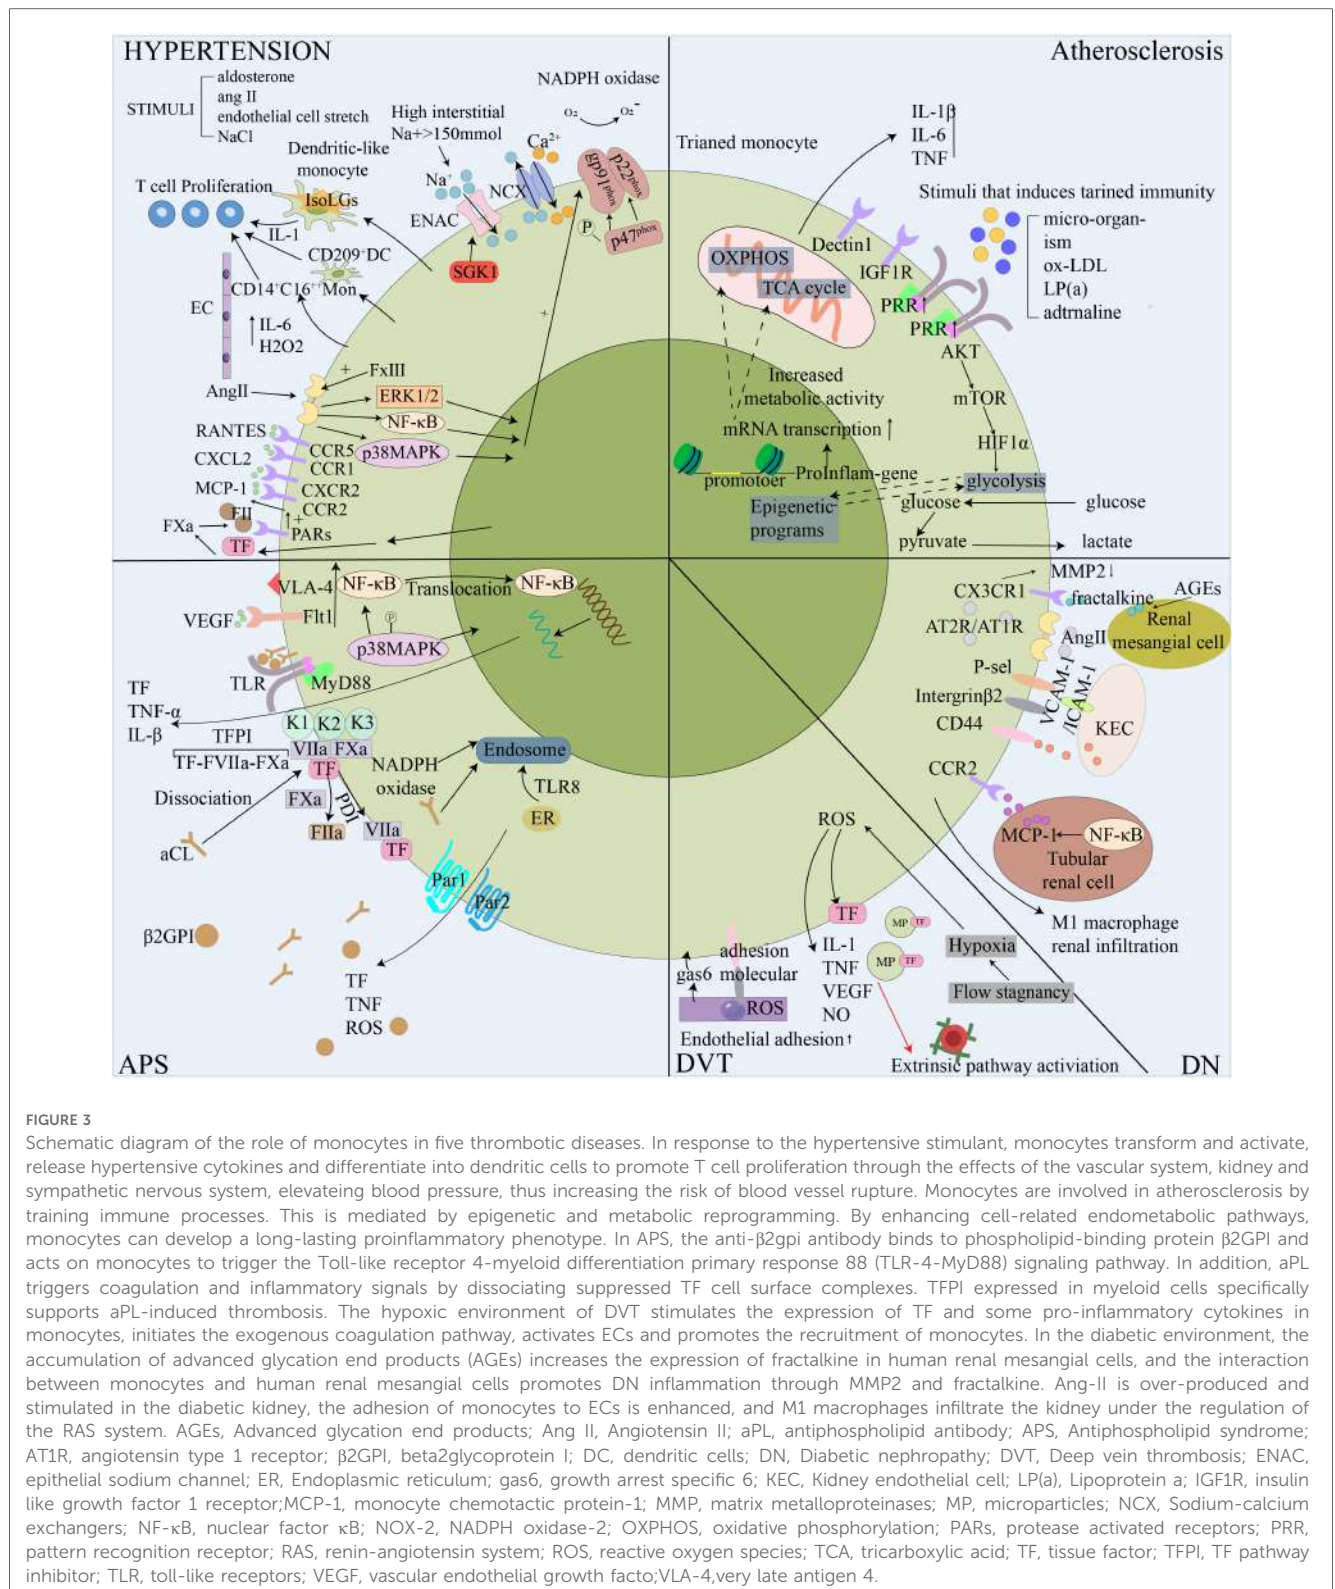 HYPERTENSION
Atherosclerosis
STIMULI
aldosterone
ang II
endothelial cell stretch
NaCl
High interstitial
Na+>150mmol
NADPH oxidase
O₂
O₂⁻
Ca²⁺
gp91ᵖʰᵒˣ
p22ᵖʰᵒˣ
p47ᵖʰᵒˣ
P
Dendritic-like
monocyte
T cell Proliferation
IsoLGs
IL-1
Na⁺
NCX
ENAC
SGK1
CD209⁺DC
CD14⁺C16⁺⁺Mon
EC
IL-6
H2O2
+
+
FxIII
AngII
ERK1/2
NF-κB
p38MAPK
RANTES
CCR5
CXCL2
CCR1
MCP-1
CXCR2
CCR2
FII
+
FXa
PARs
TF
Trianed monocyte
IL-1β
IL-6
TNF
Stimuli that induces tarined immunity
micro-organ-
ism
ox-LDL
LP(a)
adtrnaline
Dectin1
IGF1R
OXPHOS
TCA cycle
PRR↑
PRR↑
AKT
mTOR
HIF1α
glycolysis
Increased
metabolic activity
mRNA transcription↑
promotoer
ProInflam-gene
Epigenetic
programs
glucose
glucose
pyruvate
lactate
VLA-4
NF-κB
Translocation
NF-κB
VEGF
Flt1
P
p38MAPK
TLR
MyD88
TF
TNF-α
IL-β
K1
K2
K3
TFPI
VIIa
FXa
TF-FVIIa-FXa
TF
NADPH
oxidase
Endosome
TLR8
Dissociation
FXa
PDI
FIIa
VIIa
TF
ER
aCL
Par1
Par2
β2GPI
TF
TNF
ROS
APS
MMP2↓
CX3CR1
fractalkine
AGEs
Renal
mesangial cell
AT2R/AT1R
AngII
P-sel
Intergrinβ2
VCAM-1
/ICAM-1
CD44
KEC
CCR2
MCP-1
NF-κB
Tubular
renal cell
M1 macrophage
renal infiltration
DN
ROS
TF
MP
TF
MP
TF
IL-1
TNF
VEGF
NO
Hypoxia
Flow stagnancy
adhesion
molecular
gas6
ROS
Endothelial adhesion↑
Extrinsic pathway activiation
DVT
FIGURE 3
Schematic diagram of the role of monocytes in five thrombotic diseases. In response to the hypertensive stimulant, monocytes transform and activate,
release hypertensive cytokines and differentiate into dendritic cells to promote T cell proliferation through the effects of the vascular system, kidney and
sympathetic nervous system, elevateing blood pressure, thus increasing the risk of blood vessel rupture. Monocytes are involved in atherosclerosis by
training immune processes. This is mediated by epigenetic and metabolic reprogramming. By enhancing cell-related endometabolic pathways,
monocytes can develop a long-lasting proinflammatory phenotype. In APS, the anti-β2gpi antibody binds to phospholipid-binding protein β2GPI and
acts on monocytes to trigger the Toll-like receptor 4-myeloid differentiation primary response 88 (TLR-4-MyD88) signaling pathway. In addition, aPL
triggers coagulation and inflammatory signals by dissociating suppressed TF cell surface complexes. TFPI expressed in myeloid cells specifically
supports aPL-induced thrombosis. The hypoxic environment of DVT stimulates the expression of TF and some pro-inflammatory cytokines in
monocytes, initiates the exogenous coagulation pathway, activates ECs and promotes the recruitment of monocytes. In the diabetic environment, the
accumulation of advanced glycation end products (AGEs) increases the expression of fractalkine in human renal mesangial cells, and the interaction
between monocytes and human renal mesangial cells promotes DN inflammation through MMP2 and fractalkine. Ang-II is over-produced and
stimulated in the diabetic kidney, the adhesion of monocytes to ECs is enhanced, and M1 macrophages infiltrate the kidney under the regulation of
the RAS system. AGEs, Advanced glycation end products; Ang II, Angiotensin II; aPL, antiphospholipid antibody; APS, Antiphospholipid syndrome;
AT1R, angiotensin type 1 receptor; β2GPI, beta2glycoprotein I; DC, dendritic cells; DN, Diabetic nephropathy; DVT, Deep vein thrombosis; ENAC,
epithelial sodium channel; ER, Endoplasmic reticulum; gas6, growth arrest specific 6; KEC, Kidney endothelial cell; LP(a), Lipoprotein a; IGF1R, insulin
like growth factor 1 receptor;MCP-1, monocyte chemotactic protein-1; MMP, matrix metalloproteinases; MP, microparticles; NCX, Sodium-calcium
exchangers; NF-κB, nuclear factor κB; NOX-2, NADPH oxidase-2; OXPHOS, oxidative phosphorylation; PARs, protease activated receptors; PRR,
pattern recognition receptor; RAS, renin-angiotensin system; ROS, reactive oxygen species; TCA, tricarboxylic acid; TF, tissue factor; TFPI, TF pathway
inhibitor; TLR, toll-like receptors; VEGF, vascular endothelial growth facto;VLA-4,very late antigen 4.